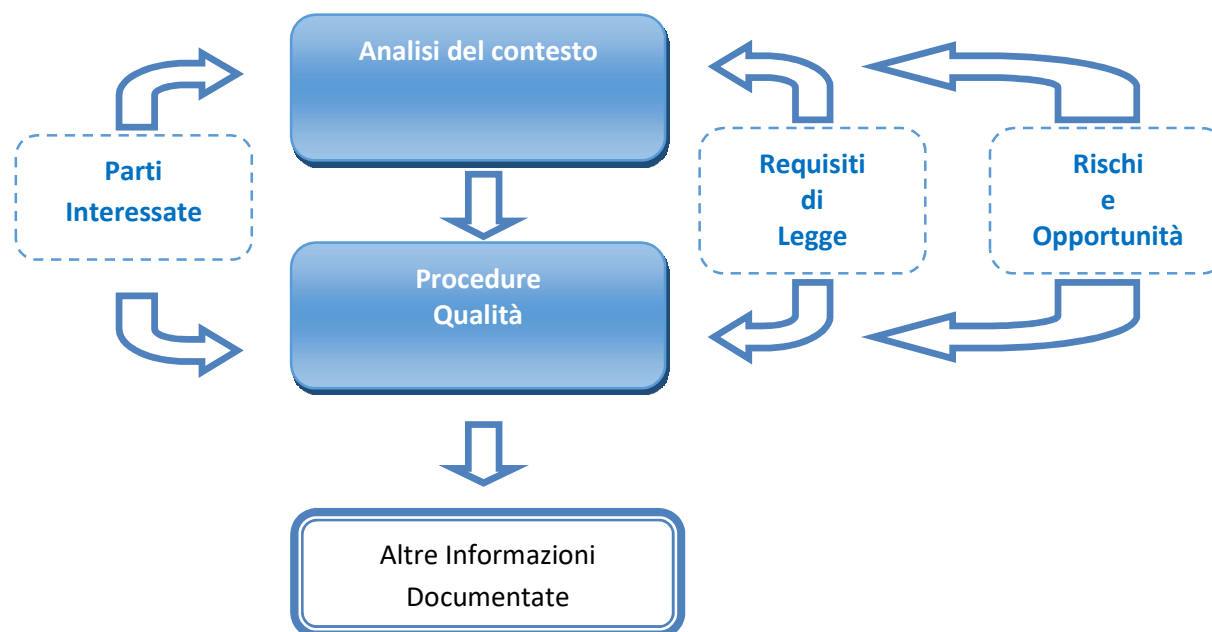 Analisi del contesto
Parti
Interessate
Requisiti
di
Legge
Rischi
e
Opportunità
Procedure
Qualità
Altre Informazioni
Documentate